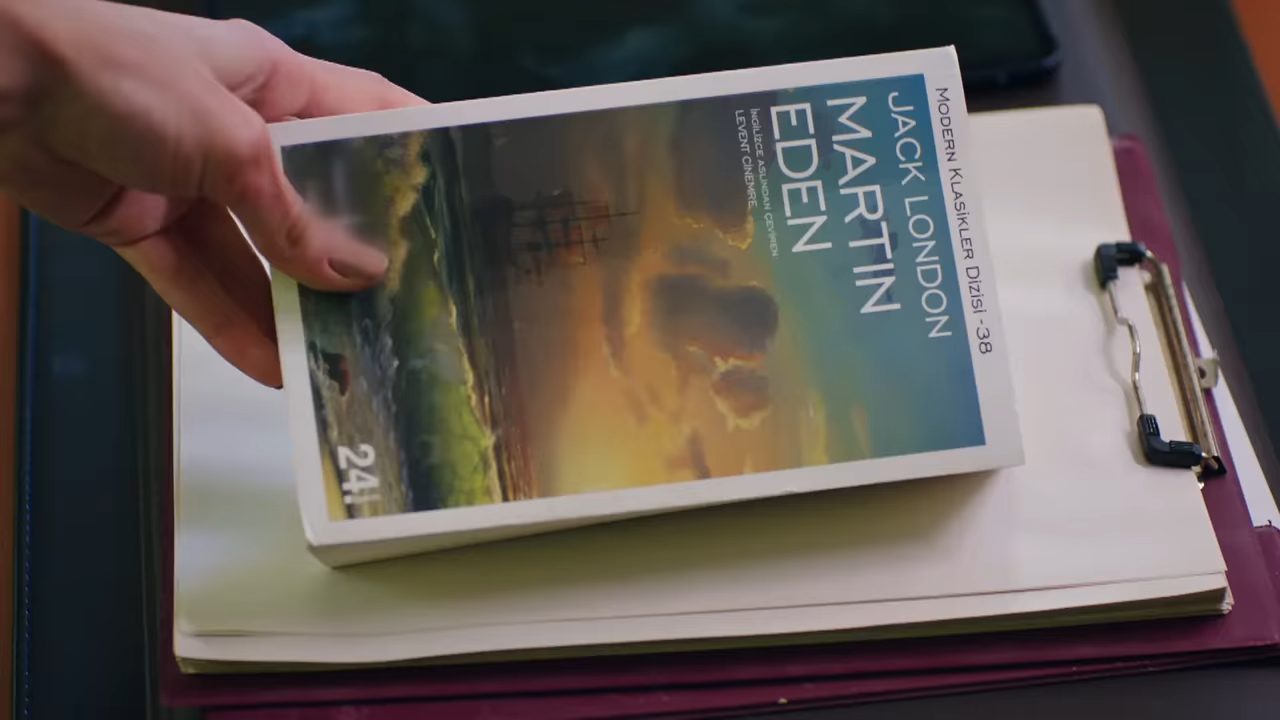 MODERN KLASİKLER DİZİSİ -38
JACK LONDON
MARTIN
EDEN
İNGİLİZCE ASLINDAN ÇEVİREN:
LEVENT CİNEMRE
24